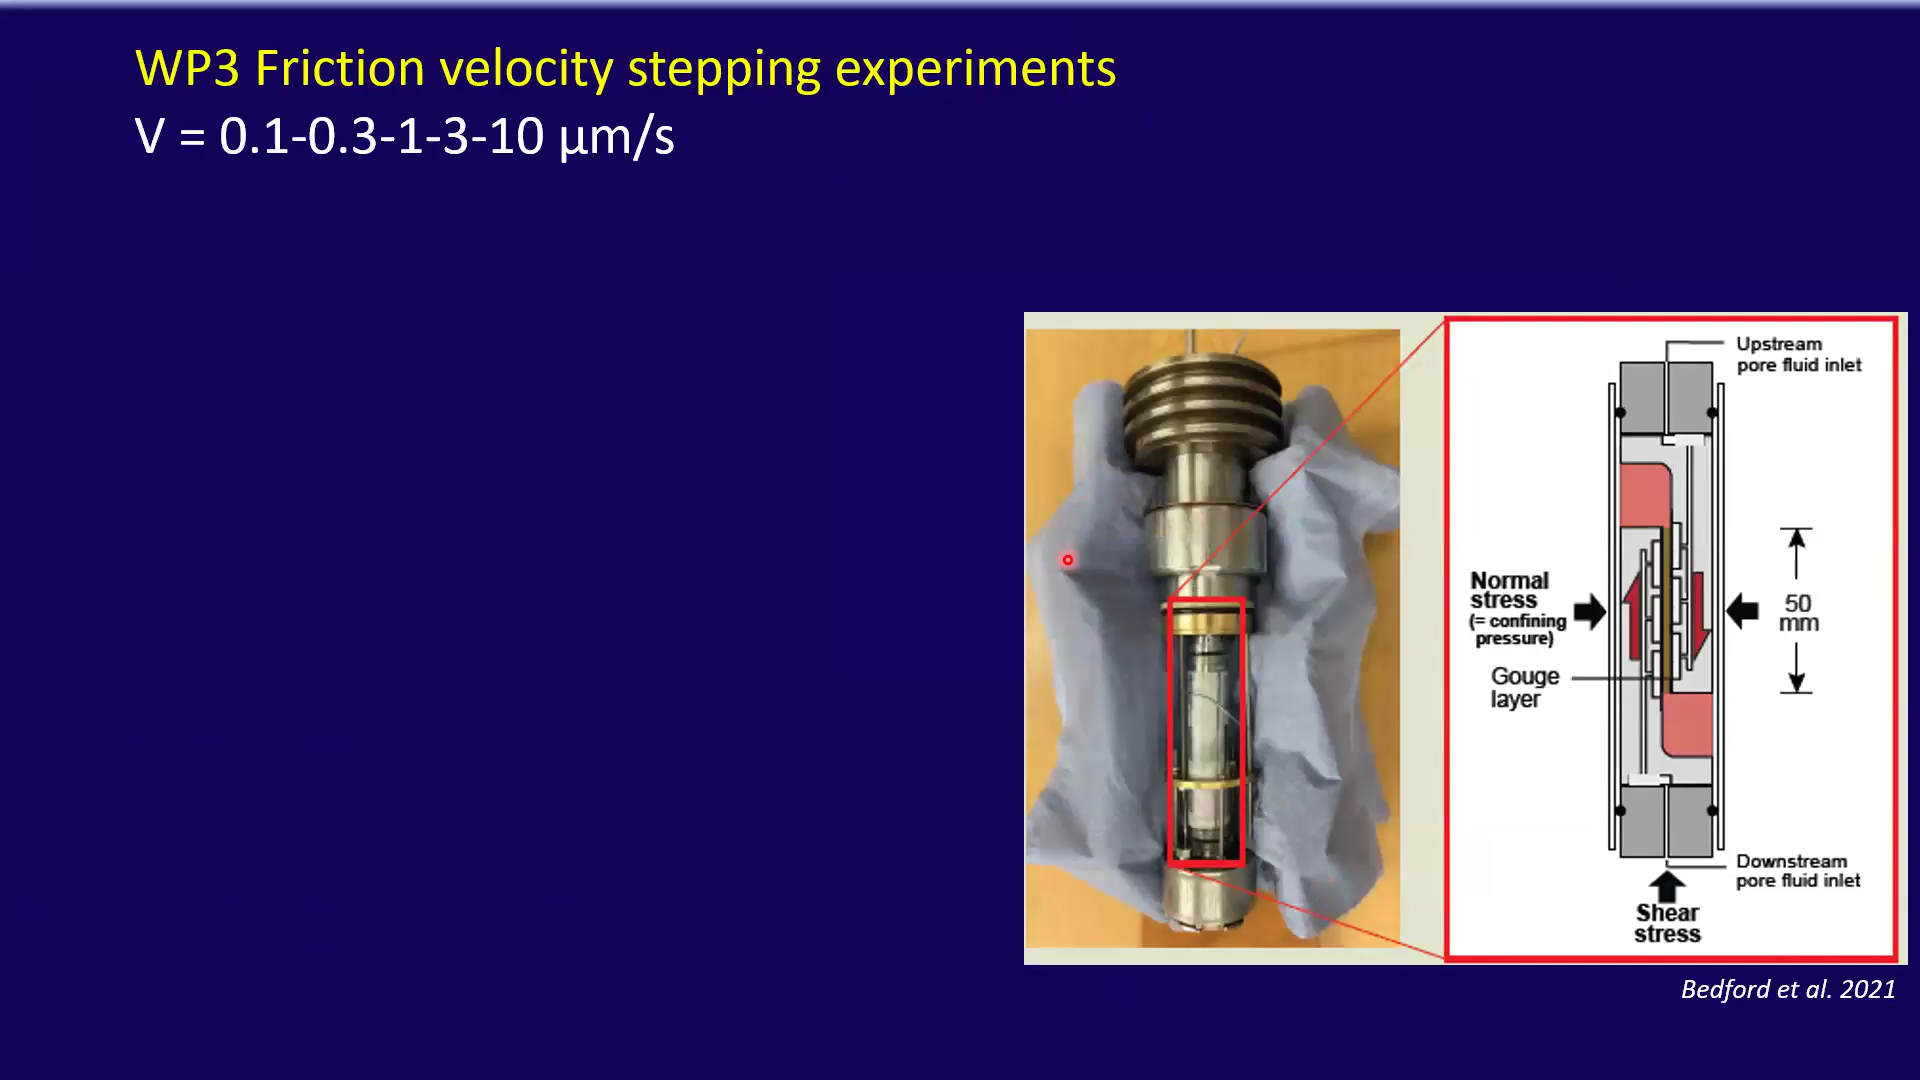 WP3 Friction velocity stepping experiments
V = 0.1-0.3-1-3-10 µm/s
Upstream
pore fluid inlet
Normal
stress
(= confining
pressure)
50
mm
Gouge
layer
Downstream
pore fluid inlet
Shear
stress
Bedford et al. 2021